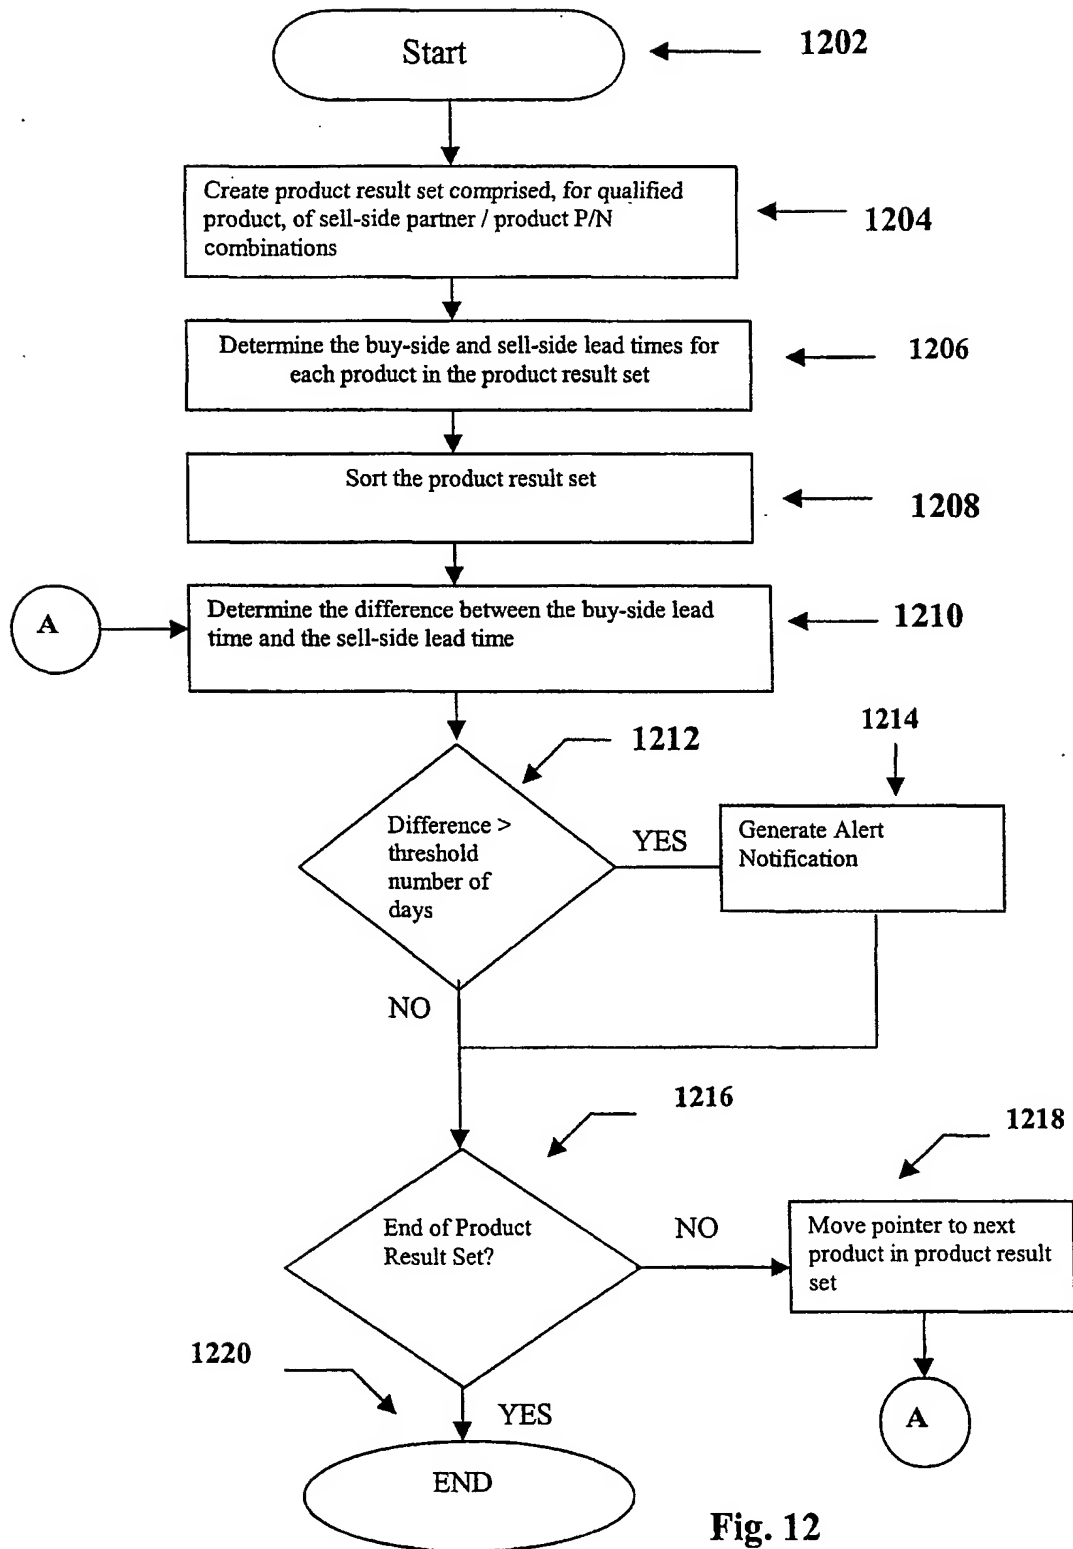 Start
1202
Create product result set comprised, for qualified
product, of sell-side partner / product P/N
combinations
1204
Determine the buy-side and sell-side lead times for
each product in the product result set
1206
Sort the product result set
1208
A
Determine the difference between the buy-side lead
time and the sell-side lead time
1210
1212
1214
Difference >
threshold
number of
days
YES
Generate Alert
Notification
NO
1216
1218
End of Product
Result Set?
NO
Move pointer to next
product in product result
set
1220
YES
A
END
Fig. 12